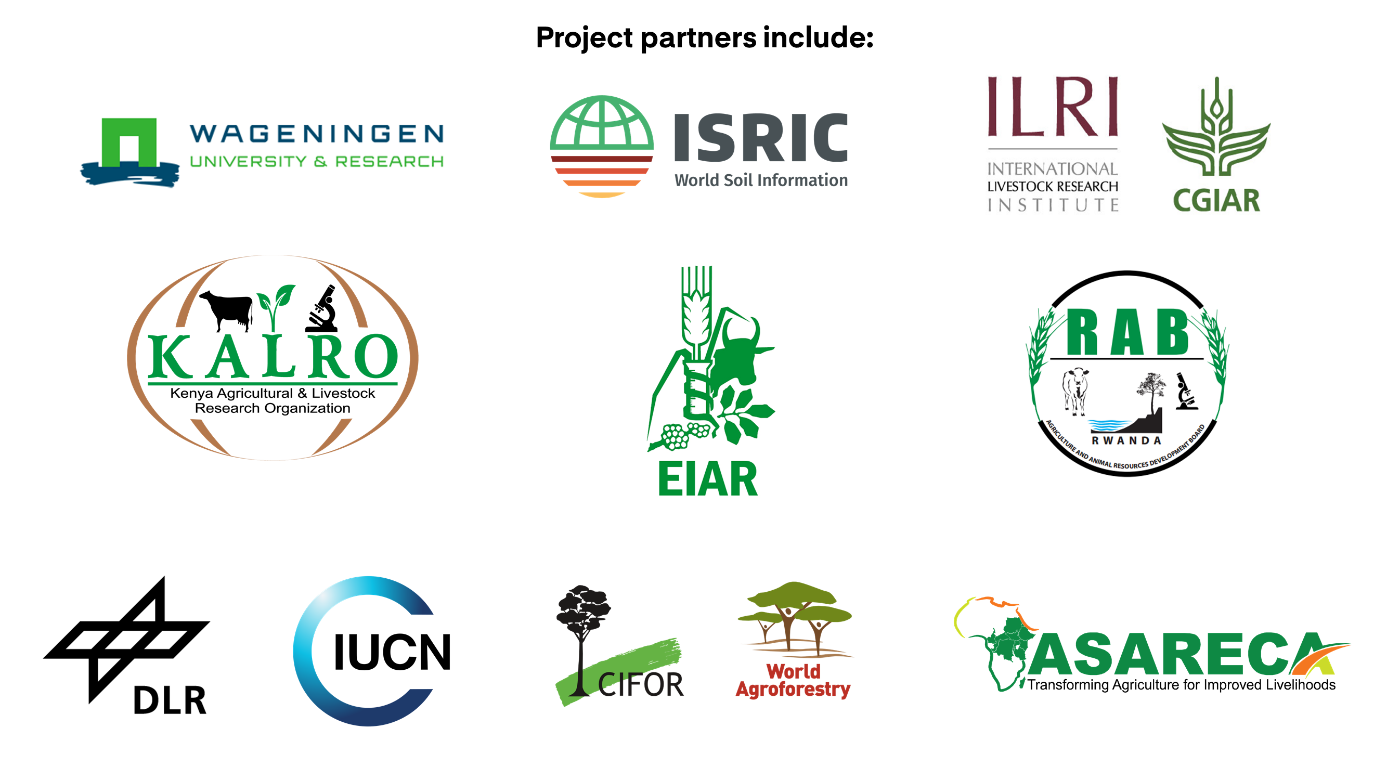 Project partners include:
WAGENINGEN
UNIVERSITY & RESEARCH
ISRIC
World Soil Information
ILRI
INTERNATIONAL
LIVESTOCK RESEARCH
INSTITUTE
CGIAR
KALRO
Kenya Agricultural & Livestock
Research Organization
EIAR
RAB
RWANDA
AGRICULTURE AND ANIMAL RESOURCES DEVELOPMENT BOARD
DLR
IUCN
CIFOR
World
Agroforestry
ASARECA
Transforming Agriculture for Improved Livelihoods